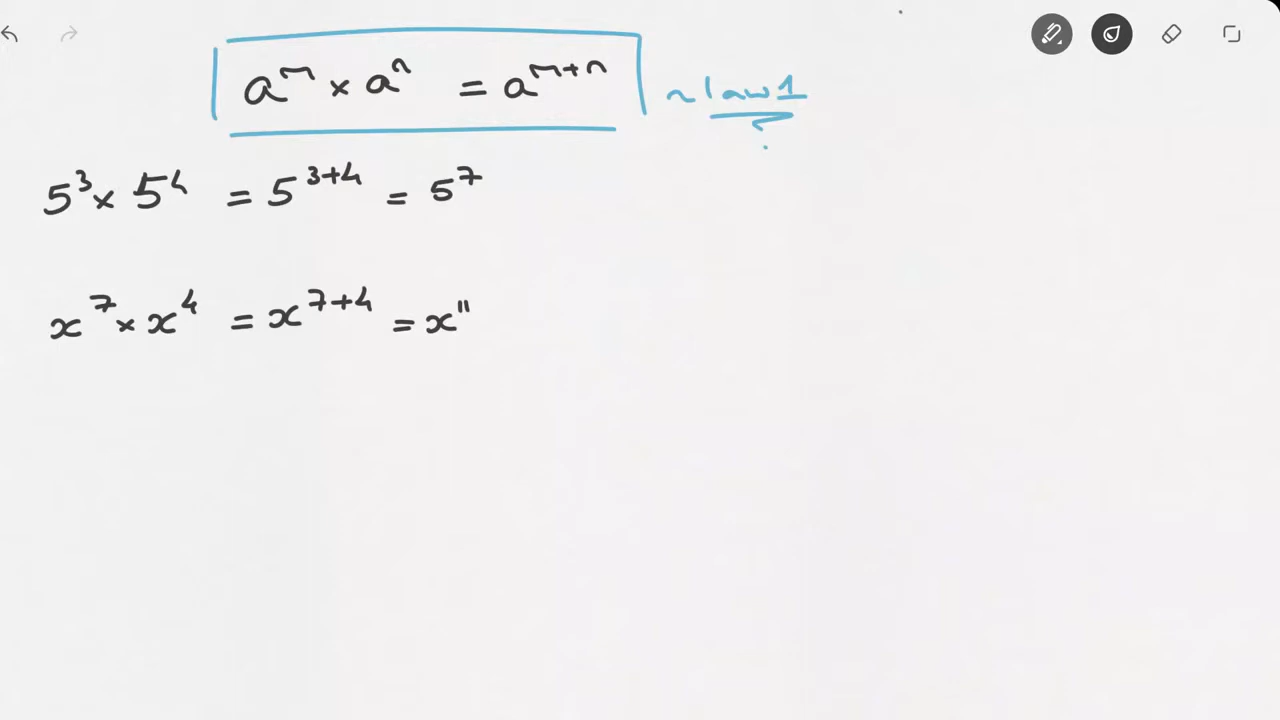 a^m × a^n = a^{m+n} ~ law 1
5^3 × 5^4 = 5^{3+4} = 5^7
x^7 × x^4 = x^{7+4} = x^{11}